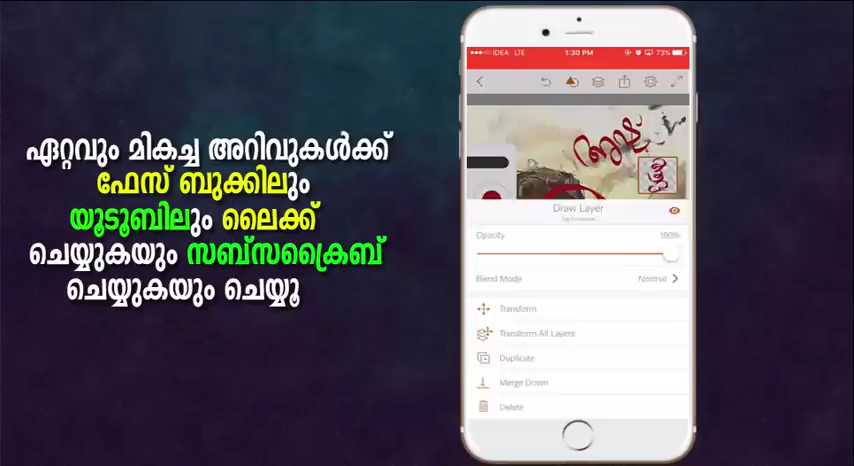 ഏറ്റവും മികച്ച അറിവുകൾക്ക്
ഫേസ് ബുക്കിലും
യൂടൂബിലും ലൈക്ക്
ചെയ്യുകയും സബ്സക്രൈബ്
ചെയ്യുകയും ചെയ്യൂ
IDEA LTE
1:30 PM
73%
Draw Layer
Opacity
100%
Blend Mode
Normal
Transform
Transform All Layers
Duplicate
Merge Down
Delete